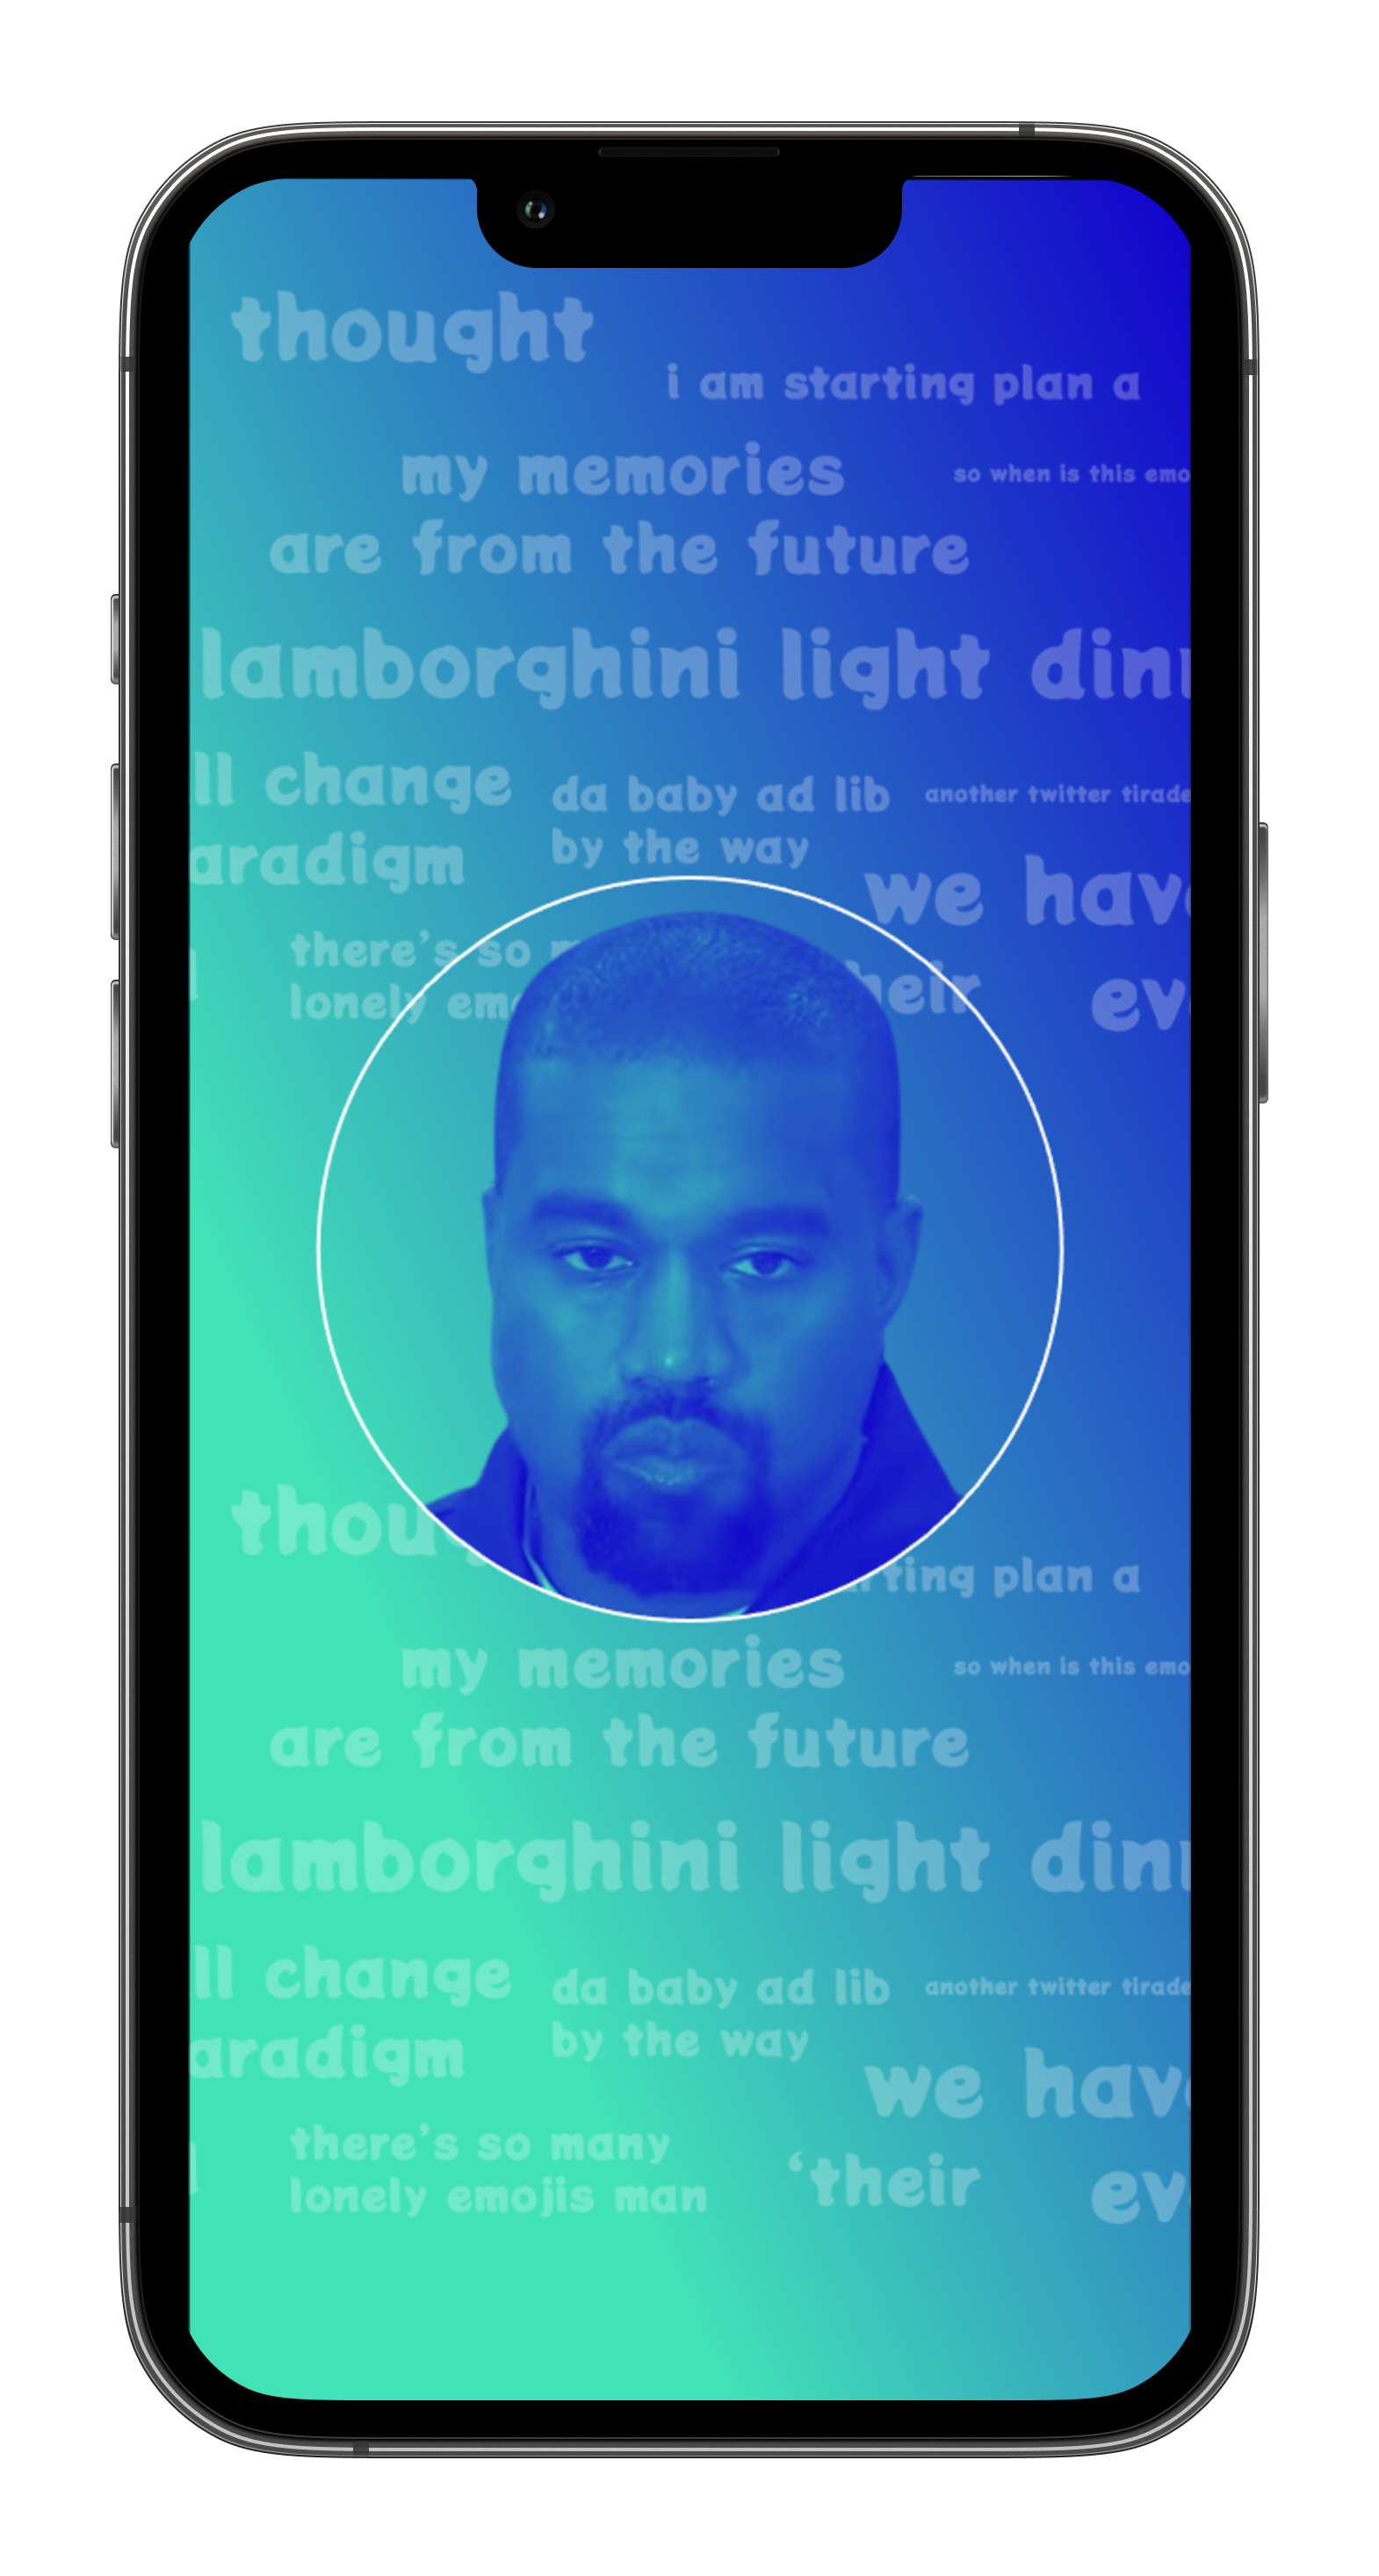 thought
i am starting plan a
my memories
so when is this emo
are from the future
lamborghini light din
ll change
da baby ad lib
another twitter tirade
aradigm
by the way
we hav
there's so
lonely em
heir
ev
thou
rting plan a
my memories
so when is this emo
are from the future
lamborghini light din
ll change
da baby ad lib
another twitter tirade
aradigm
by the way
we hav
there's so many
‘their
lonely emojis man
ev